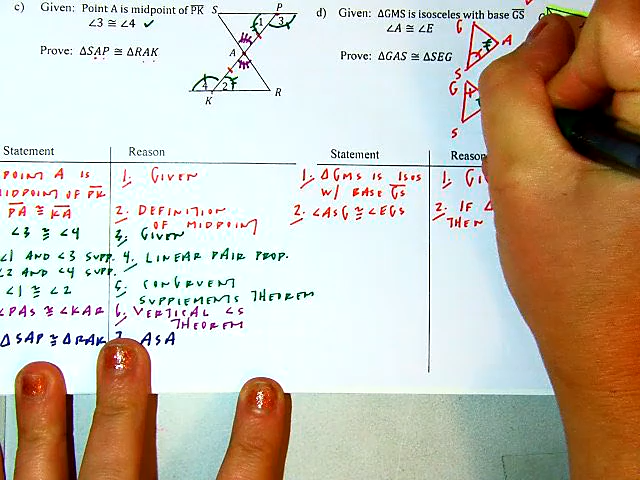 c) Given: Point A is midpoint of PK
∠3 ≅ ∠4 ✓
Prove: ΔSAP ≅ ΔRAK
S P 1 3 A 4 2 K R
Statement Reason
POINT A IS
MIDPOINT OF PK
1. GIVEN
PA ≅ KA
2. DEFINITION
OF MIDPOINT
∠3 ≅ ∠4
3. GIVEN
∠1 AND ∠3 SUPP.
∠2 AND ∠4 SUPP.
4. LINEAR PAIR PROP.
∠1 ≅ ∠2
5. CONGRUENT
SUPPLEMENTS THEOREM
∠PAS ≅ ∠KAR
6. VERTICAL ∠S
THEOREM
ΔSAP ≅ ΔRAK
7. ASA
d) Given: ΔGMS is isosceles with base GS
∠A ≅ ∠E
Prove: ΔGAS ≅ ΔSEG
G A S
G S
Statement Reason
1. ΔGMS IS ISOS
W/ BASE GS
1. GI
2. ∠ASG ≅ ∠EGS
2. IF Δ
THEN